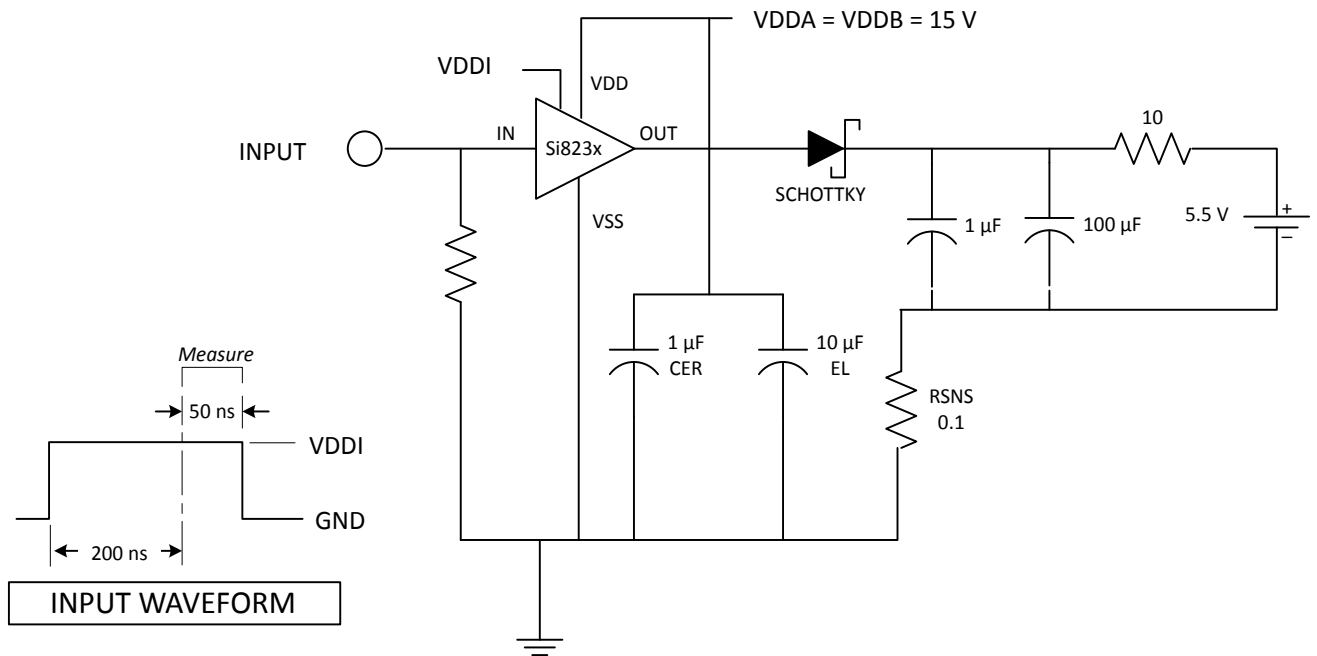 VDDA = VDDB = 15 V
VDDI
VDD
10
INPUT
IN
Si823x
OUT
SCHOTTKY
VSS
1 µF
100 µF
5.5 V
+
–
1 µF
CER
10 µF
EL
Measure
50 ns
RSNS
0.1
VDDI
GND
200 ns
INPUT WAVEFORM